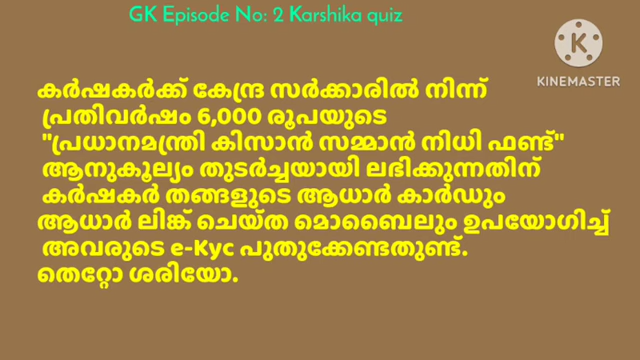 GK Episode No: 2 Karshika quiz
KINEMASTER
കർഷകർക്ക് കേന്ദ്ര സർക്കാരിൽ നിന്ന്
പ്രതിവർഷം 6,000 രൂപയുടെ
"പ്രധാനമന്ത്രി കിസാൻ സമ്മാൻ നിധി ഫണ്ട്"
ആനുകൂല്യം തുടർച്ചയായി ലഭിക്കുന്നതിന്
കർഷകർ തങ്ങളുടെ ആധാർ കാർഡും
ആധാർ ലിങ്ക് ചെയ്ത മൊബൈലും ഉപയോഗിച്ച്
അവരുടെ e-Kyc പുതുക്കേണ്ടതുണ്ട്.
തെറ്റോ ശരിയോ.